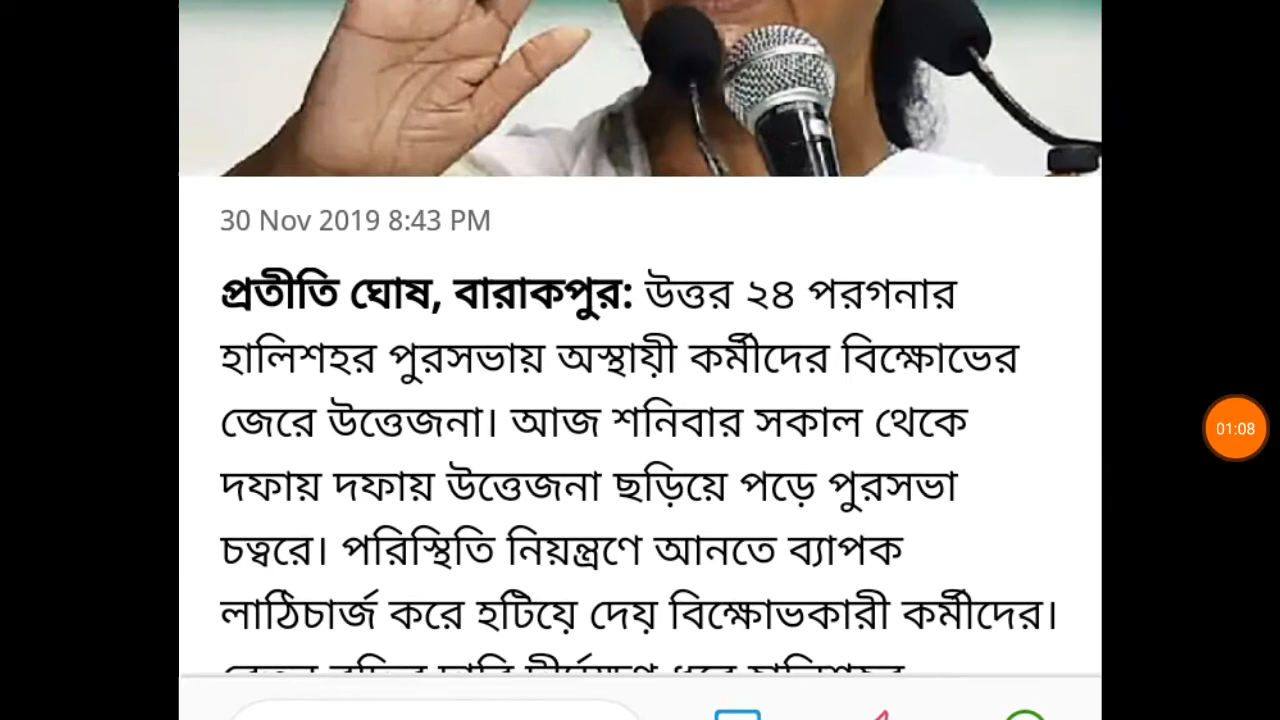 30 Nov 2019 8:43 PM
প্রতীতি ঘোষ, বারাকপুর: উত্তর ২৪ পরগনার
হালিশহর পুরসভায় অস্থায়ী কর্মীদের বিক্ষোভের
জেরে উত্তেজনা। আজ শনিবার সকাল থেকে
দফায় দফায় উত্তেজনা ছড়িয়ে পড়ে পুরসভা
চত্বরে। পরিস্থিতি নিয়ন্ত্রণে আনতে ব্যাপক
লাঠিচার্জ করে হটিয়ে দেয় বিক্ষোভকারী কর্মীদের।
01:08